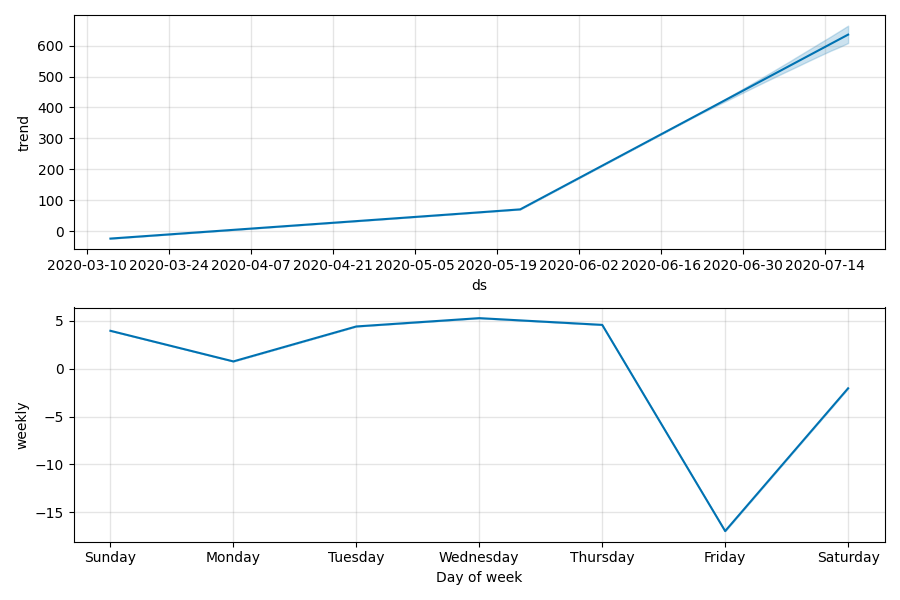 600
500
400
300
200
100
0
trend
2020-03-10 2020-03-24 2020-04-07 2020-04-21 2020-05-05 2020-05-19 2020-06-02 2020-06-16 2020-06-30 2020-07-14
ds
5
0
−5
−10
−15
weekly
Sunday Monday Tuesday Wednesday Thursday Friday Saturday
Day of week